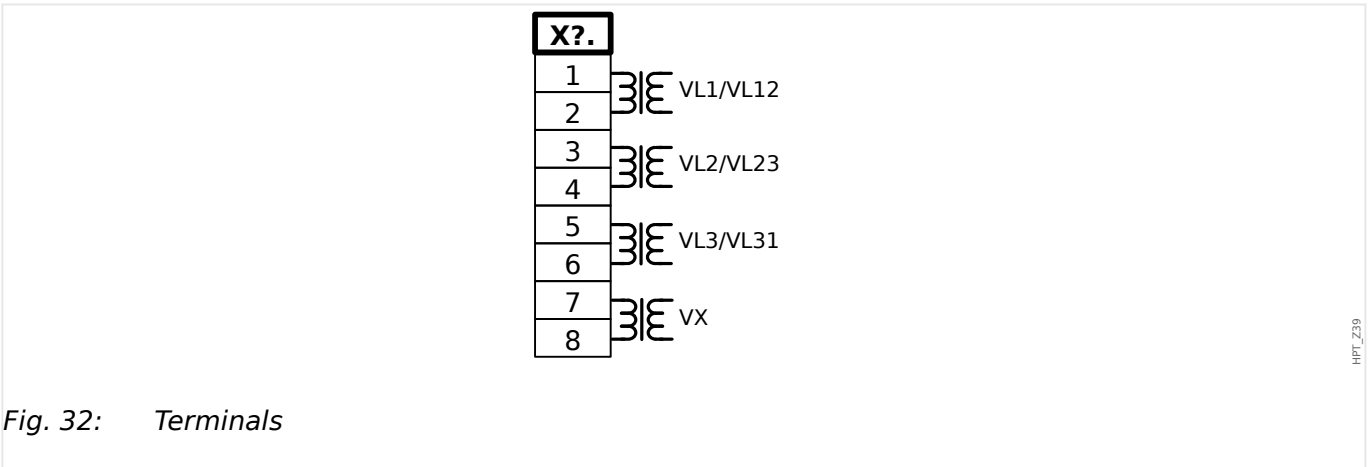 X?.
1
VL1/VL12
2
3
VL2/VL23
4
5
VL3/VL31
6
7
VX
8
HPT_Z39
Fig. 32: Terminals